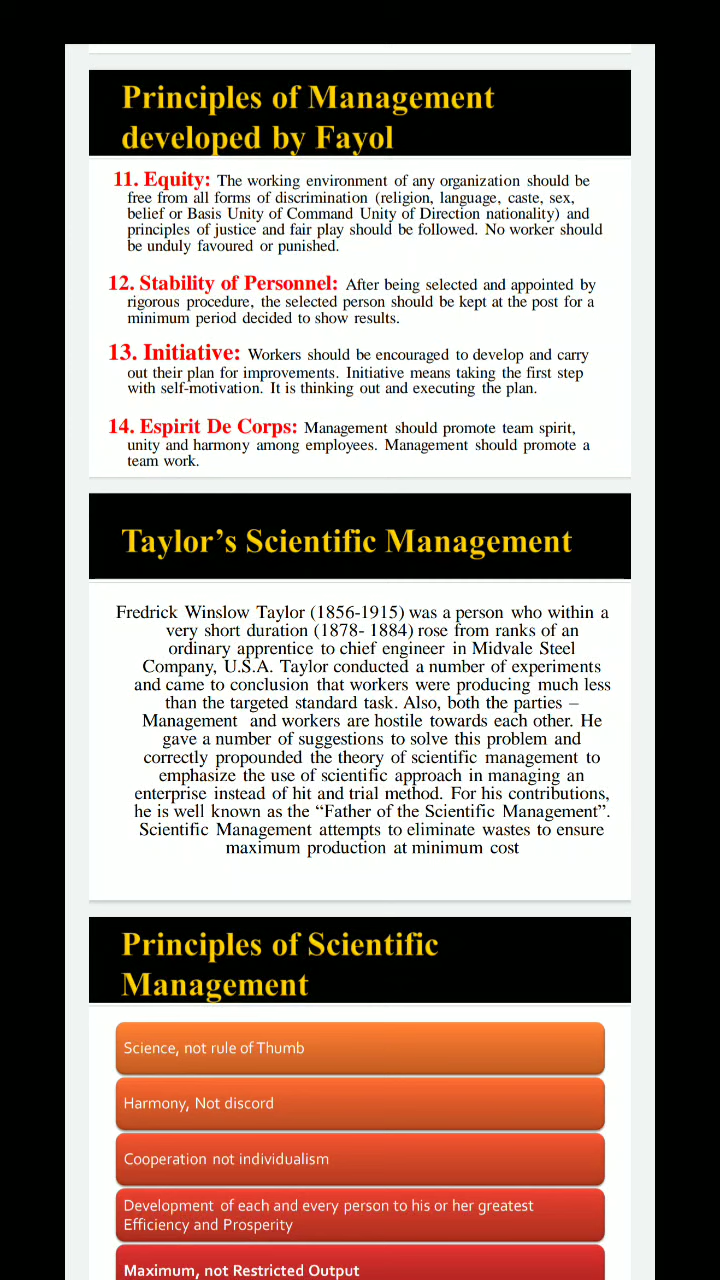 Principles of Management
developed by Fayol
11. Equity: The working environment of any organization should be
free from all forms of discrimination (religion, language, caste, sex,
belief or Basis Unity of Command Unity of Direction nationality) and
principles of justice and fair play should be followed. No worker should
be unduly favoured or punished.
12. Stability of Personnel: After being selected and appointed by
rigorous procedure, the selected person should be kept at the post for a
minimum period decided to show results.
13. Initiative: Workers should be encouraged to develop and carry
out their plan for improvements. Initiative means taking the first step
with self-motivation. It is thinking out and executing the plan.
14. Espirit De Corps: Management should promote team spirit,
unity and harmony among employees. Management should promote a
team work.
Taylor’s Scientific Management
Fredrick Winslow Taylor (1856-1915) was a person who within a
very short duration (1878- 1884) rose from ranks of an
ordinary apprentice to chief engineer in Midvale Steel
Company, U.S.A. Taylor conducted a number of experiments
and came to conclusion that workers were producing much less
than the targeted standard task. Also, both the parties –
Management and workers are hostile towards each other. He
gave a number of suggestions to solve this problem and
correctly propounded the theory of scientific management to
emphasize the use of scientific approach in managing an
enterprise instead of hit and trial method. For his contributions,
he is well known as the “Father of the Scientific Management”.
Scientific Management attempts to eliminate wastes to ensure
maximum production at minimum cost
Principles of Scientific
Management
Science, not rule of Thumb
Harmony, Not discord
Cooperation not individualism
Development of each and every person to his or her greatest
Efficiency and Prosperity
Maximum, not Restricted Output